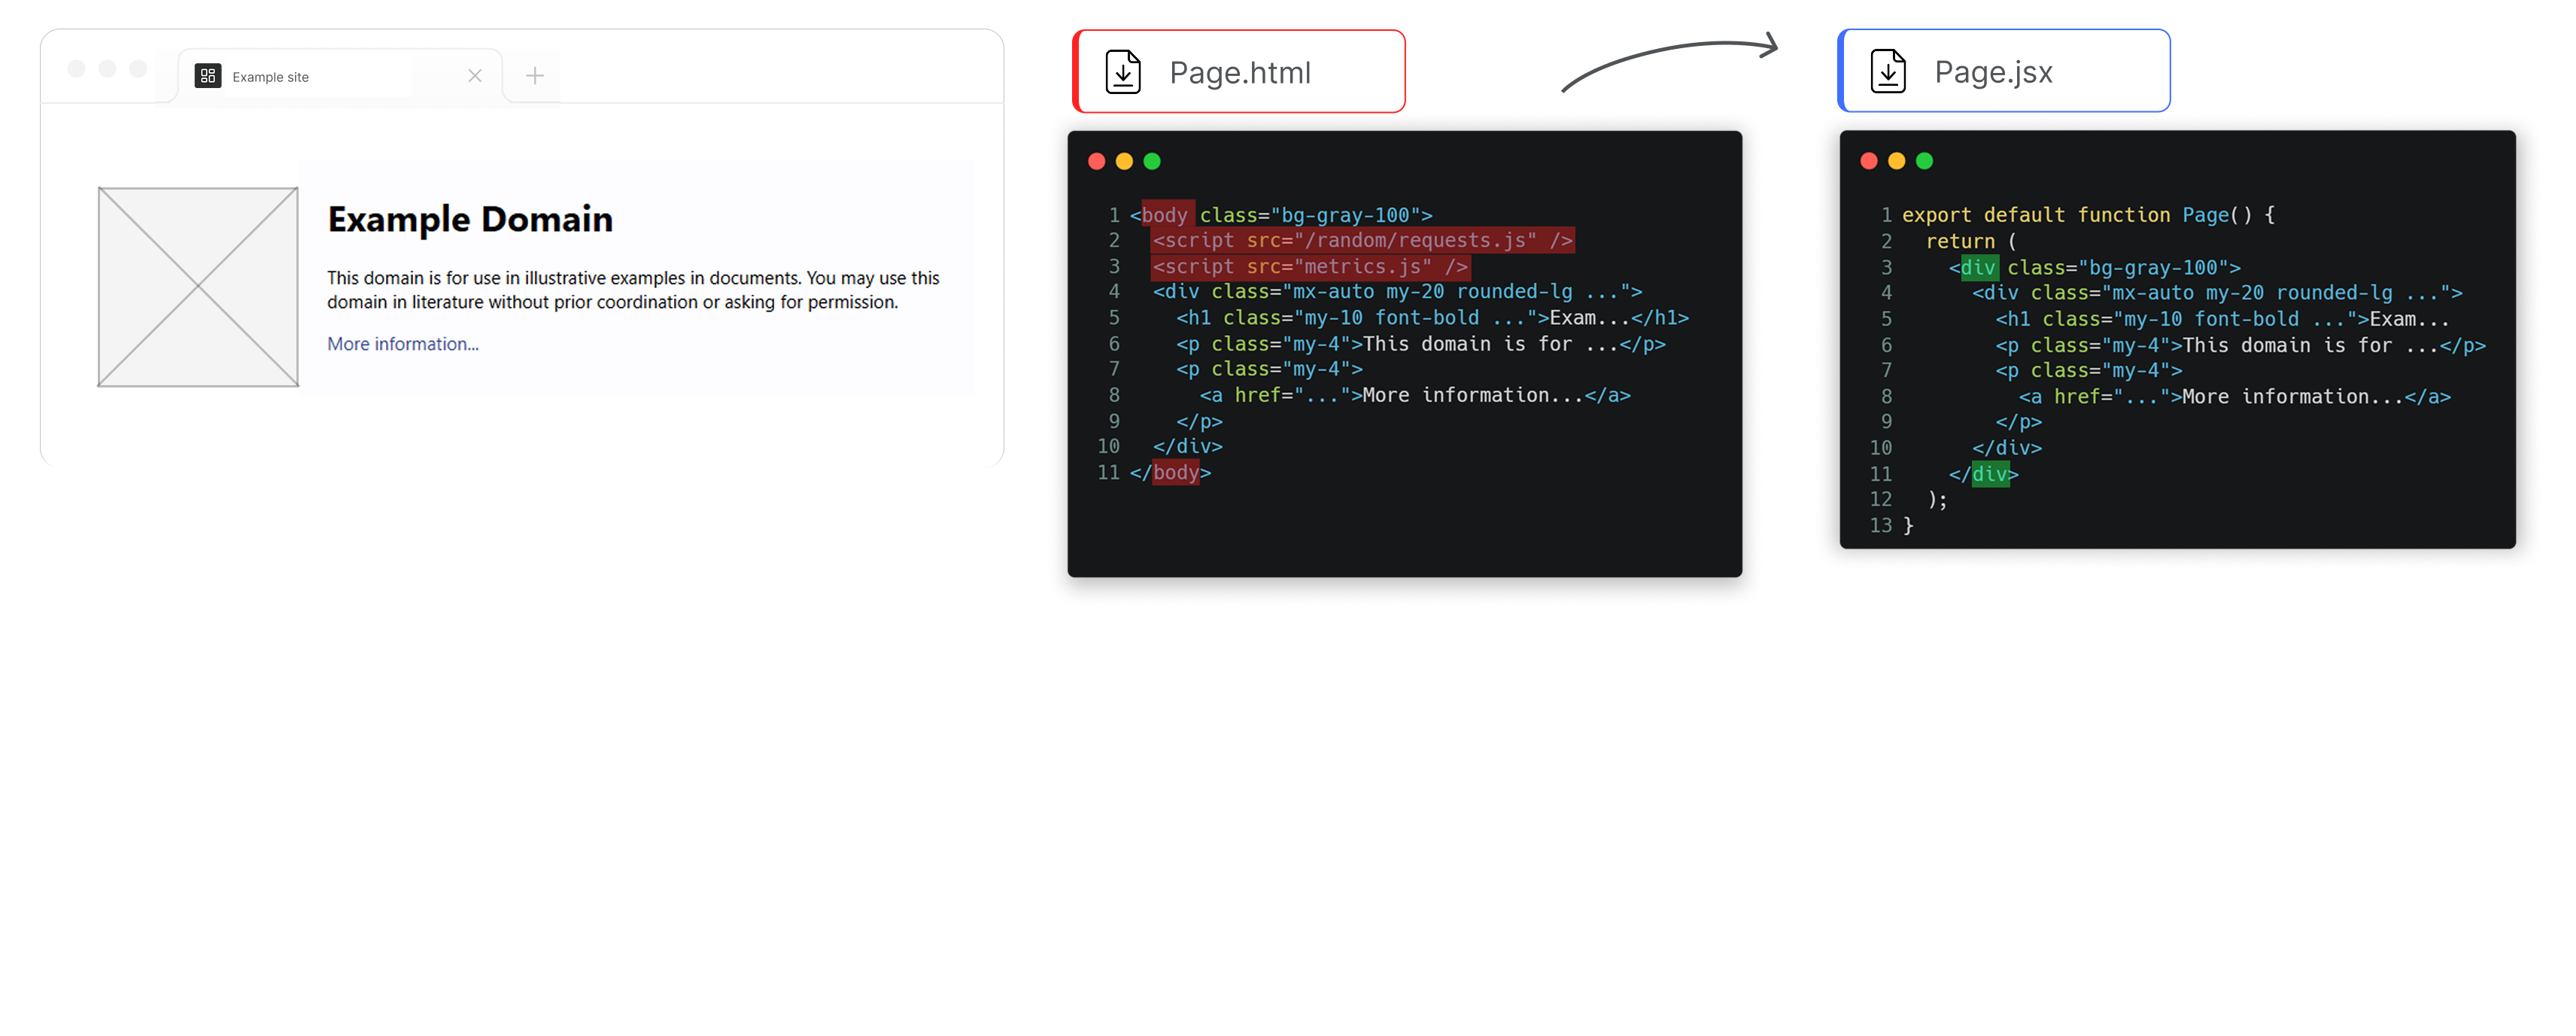 Example site
Example Domain
This domain is for use in illustrative examples in documents. You may use this
domain in literature without prior coordination or asking for permission.
More information...
Page.html
1 <body class="bg-gray-100">
2   <script src="/random/requests.js" />
3   <script src="metrics.js" />
4   <div class="mx-auto my-20 rounded-lg ...">
5     <h1 class="my-10 font-bold ...">Exam...</h1>
6     <p class="my-4">This domain is for ...</p>
7     <p class="my-4">
8       <a href="...">More information...</a>
9     </p>
10   </div>
11 </body>
Page.jsx
1 export default function Page() {
2   return (
3     <div class="bg-gray-100">
4       <div class="mx-auto my-20 rounded-lg ...">
5         <h1 class="my-10 font-bold ...">Exam...
6         <p class="my-4">This domain is for ...</p>
7         <p class="my-4">
8           <a href="...">More information...</a>
9         </p>
10       </div>
11     </div>
12   );
13 }